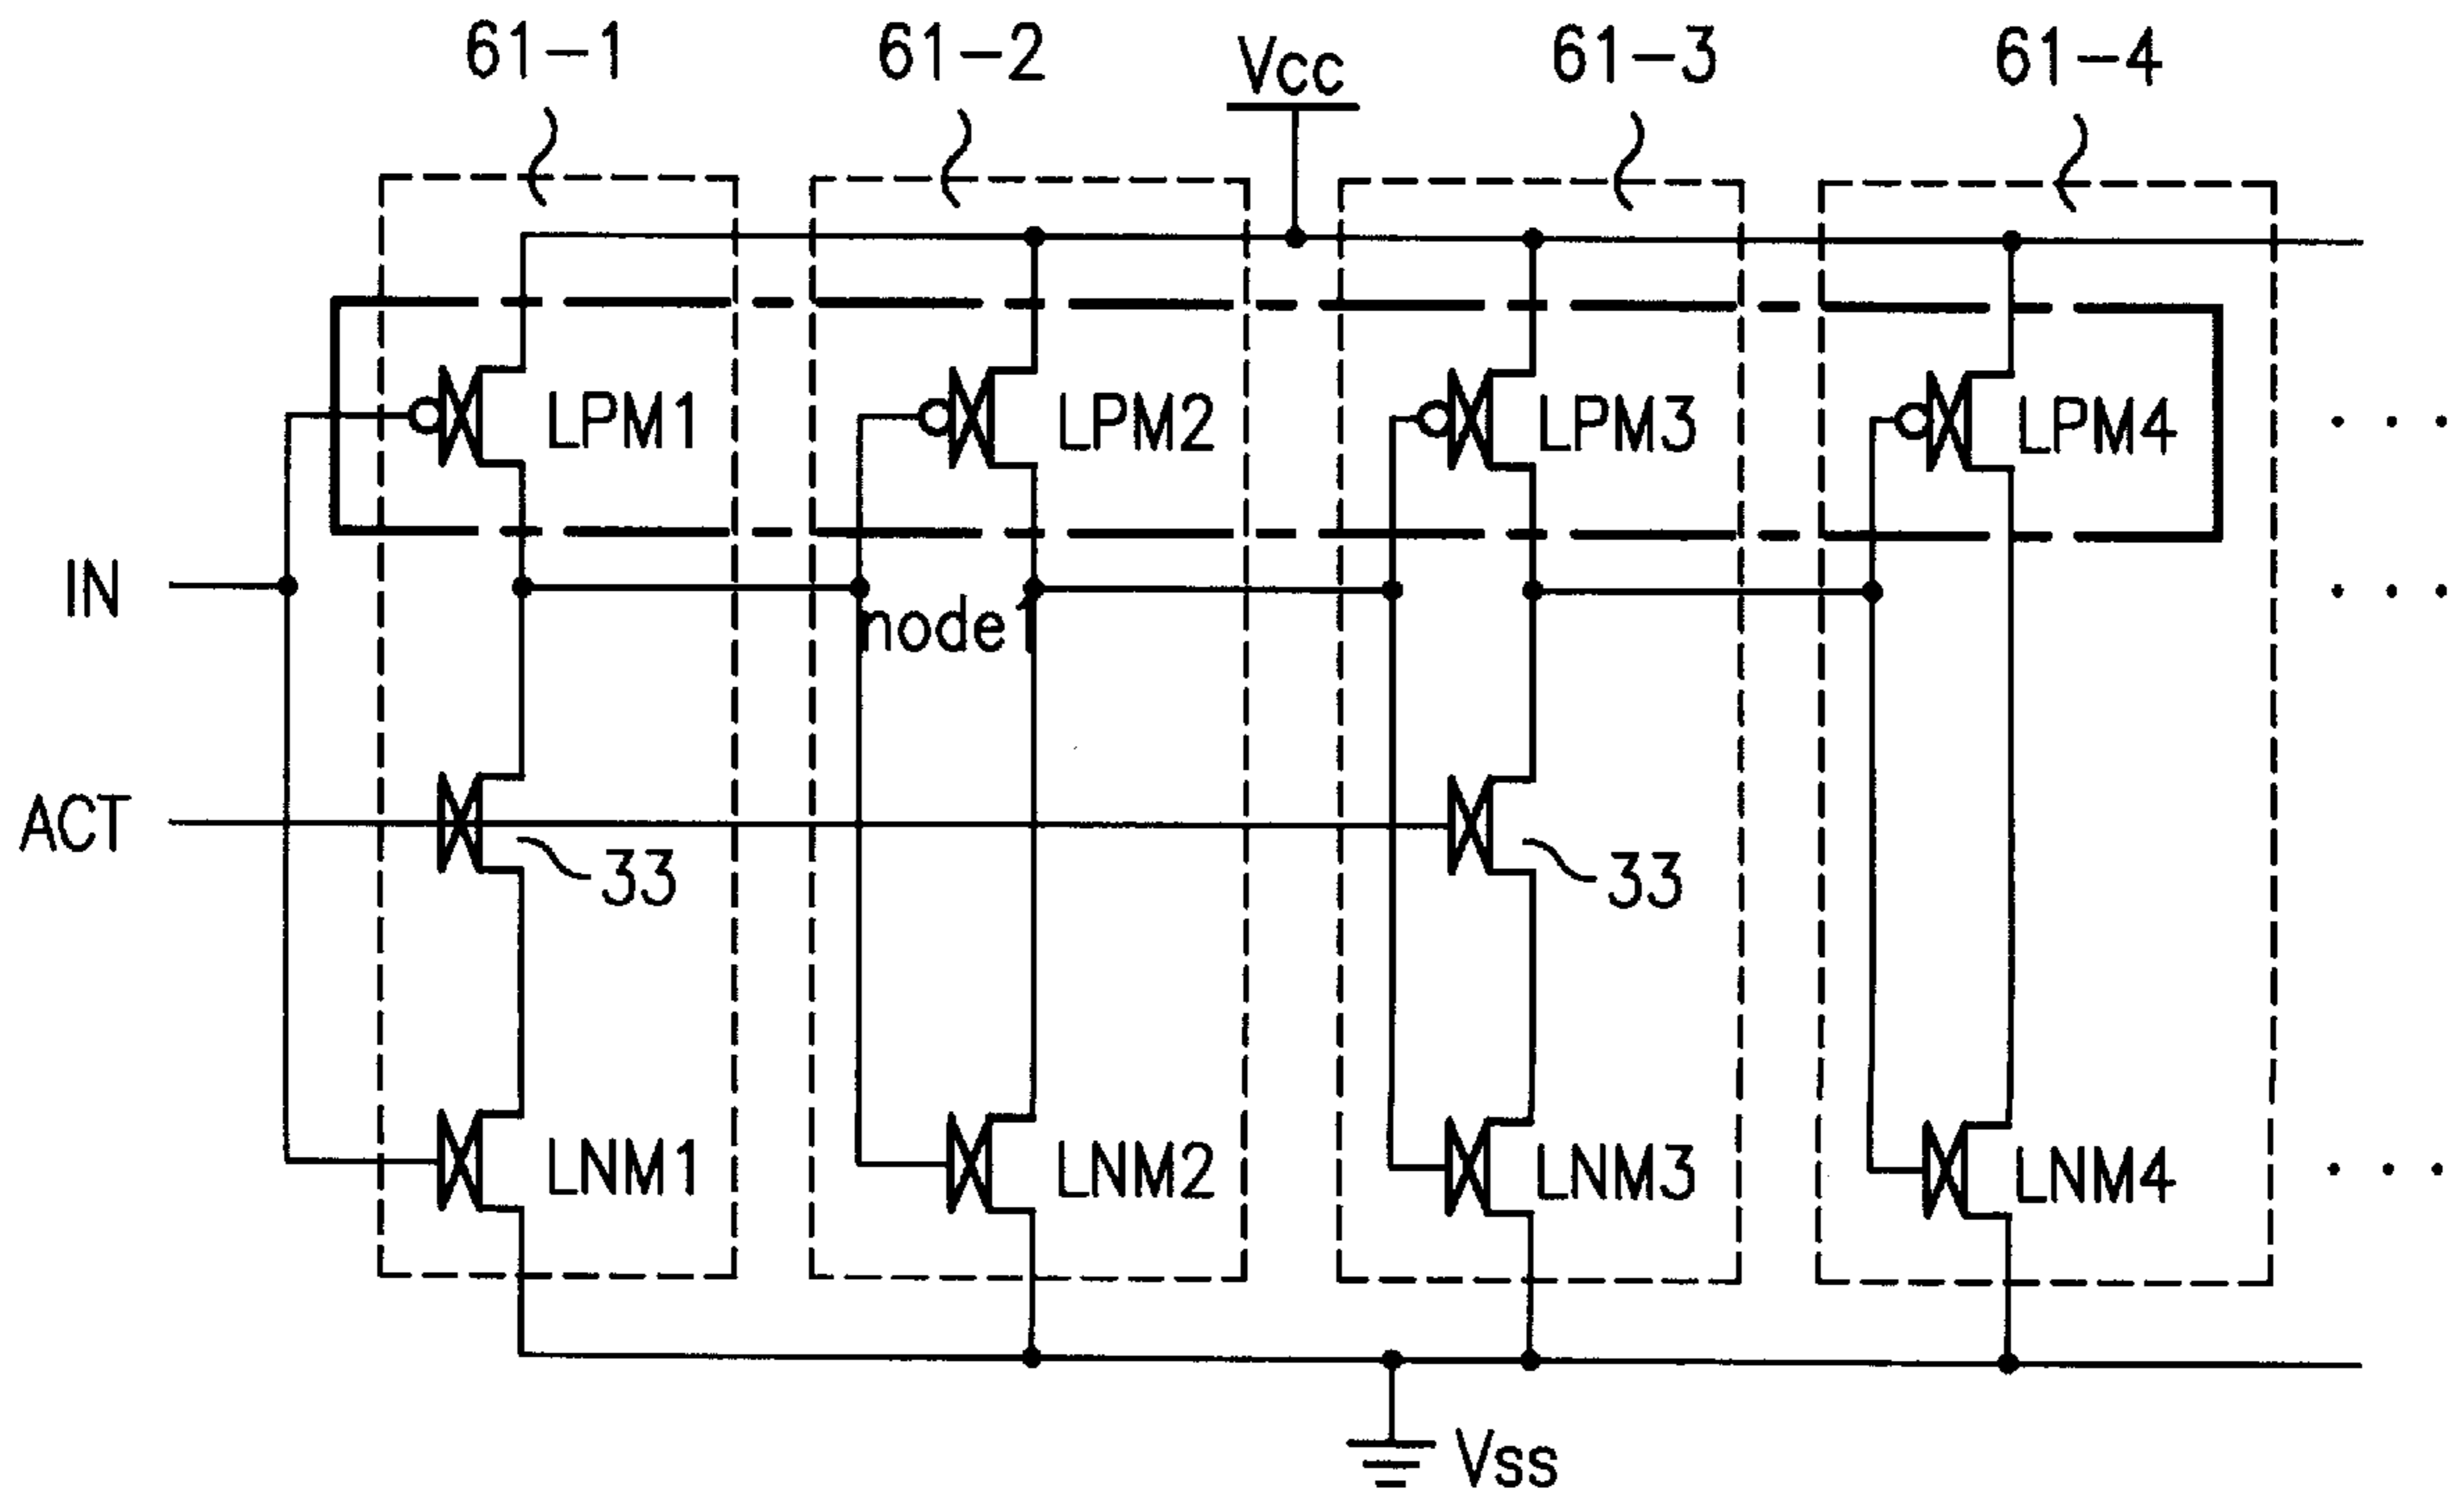 61-1 61-2 Vcc 61-3 61-4
LPM1 LPM2 LPM3 LPM4 . . .
IN . . .
node1
ACT
33 33
LNM1 LNM2 LNM3 LNM4 . . .
Vss